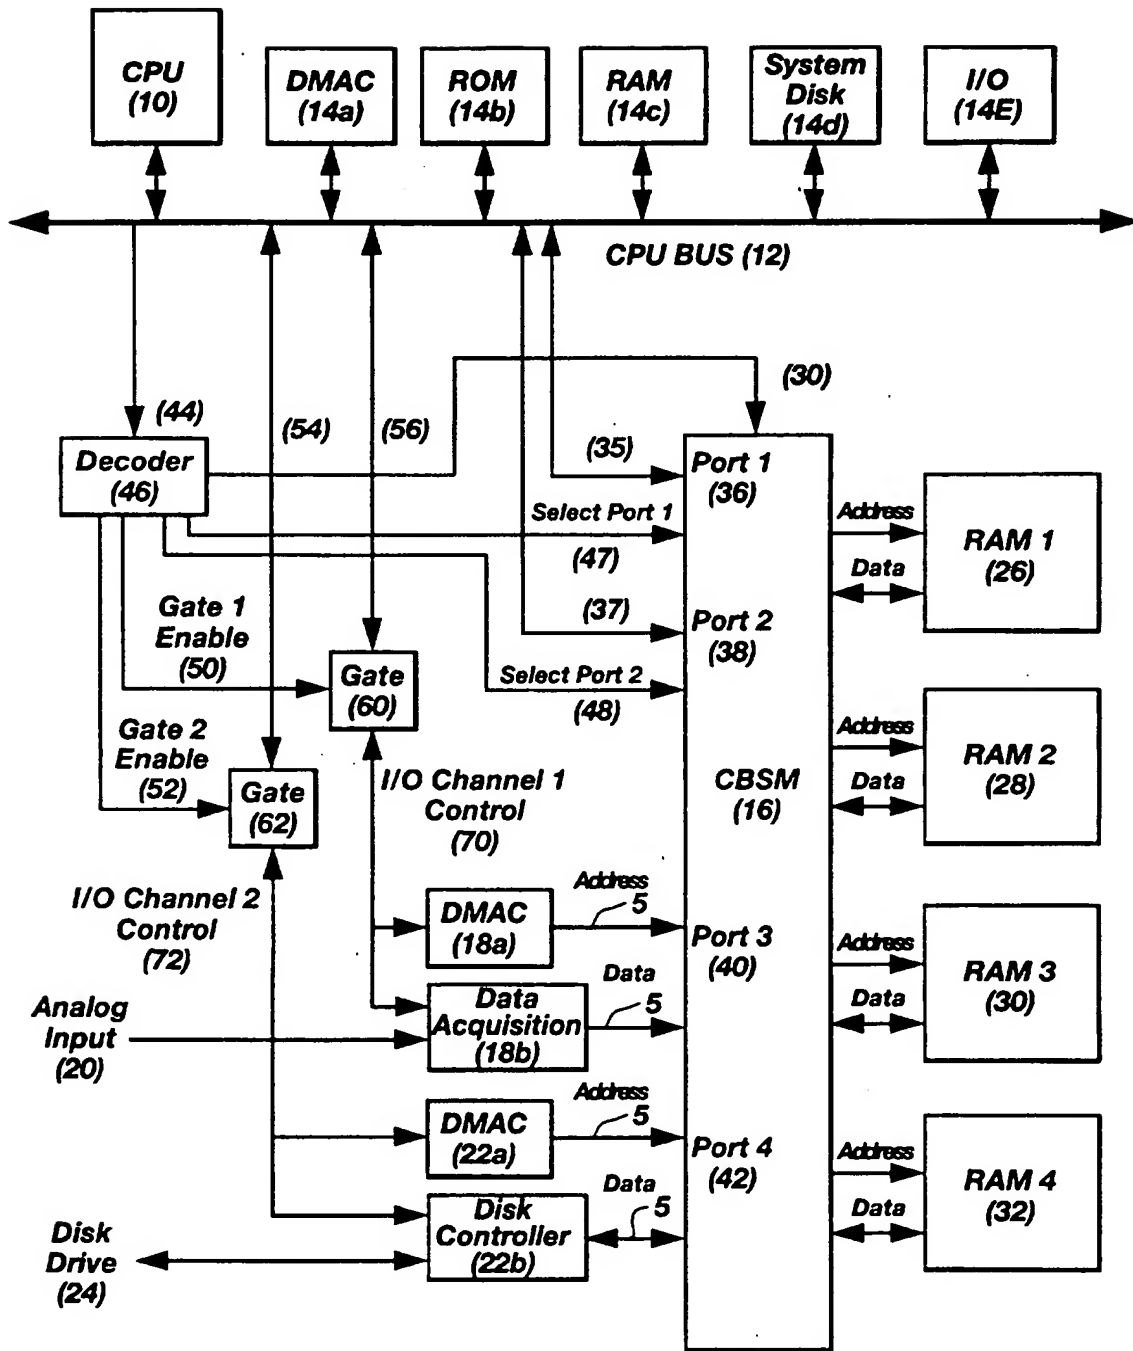 CPU
(10)
DMAC
(14a)
ROM
(14b)
RAM
(14c)
System
Disk
(14d)
I/O
(14E)
CPU BUS (12)
(44)
(54)
(56)
(30)
Decoder
(46)
(35)
Port 1
(36)
Select Port 1
(47)
Address
Data
RAM 1
(26)
Gate 1
Enable
(50)
(37)
Port 2
(38)
Gate
(60)
Select Port 2
(48)
Gate 2
Enable
(52)
Gate
(62)
I/O Channel 1
Control
(70)
CBSM
(16)
Address
Data
RAM 2
(28)
I/O Channel 2
Control
(72)
DMAC
(18a)
Address
5
Port 3
(40)
Address
Data
RAM 3
(30)
Analog
Input
(20)
Data
Acquisition
(18b)
Data
5
DMAC
(22a)
Address
5
Port 4
(42)
Address
Data
RAM 4
(32)
Disk
Drive
(24)
Disk
Controller
(22b)
Data
5